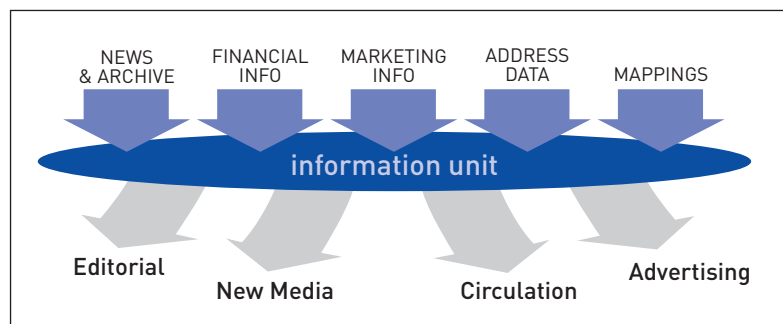 NEWS
& ARCHIVE
FINANCIAL
INFO
MARKETING
INFO
ADDRESS
DATA
MAPPINGS
information unit
Editorial
New Media
Circulation
Advertising